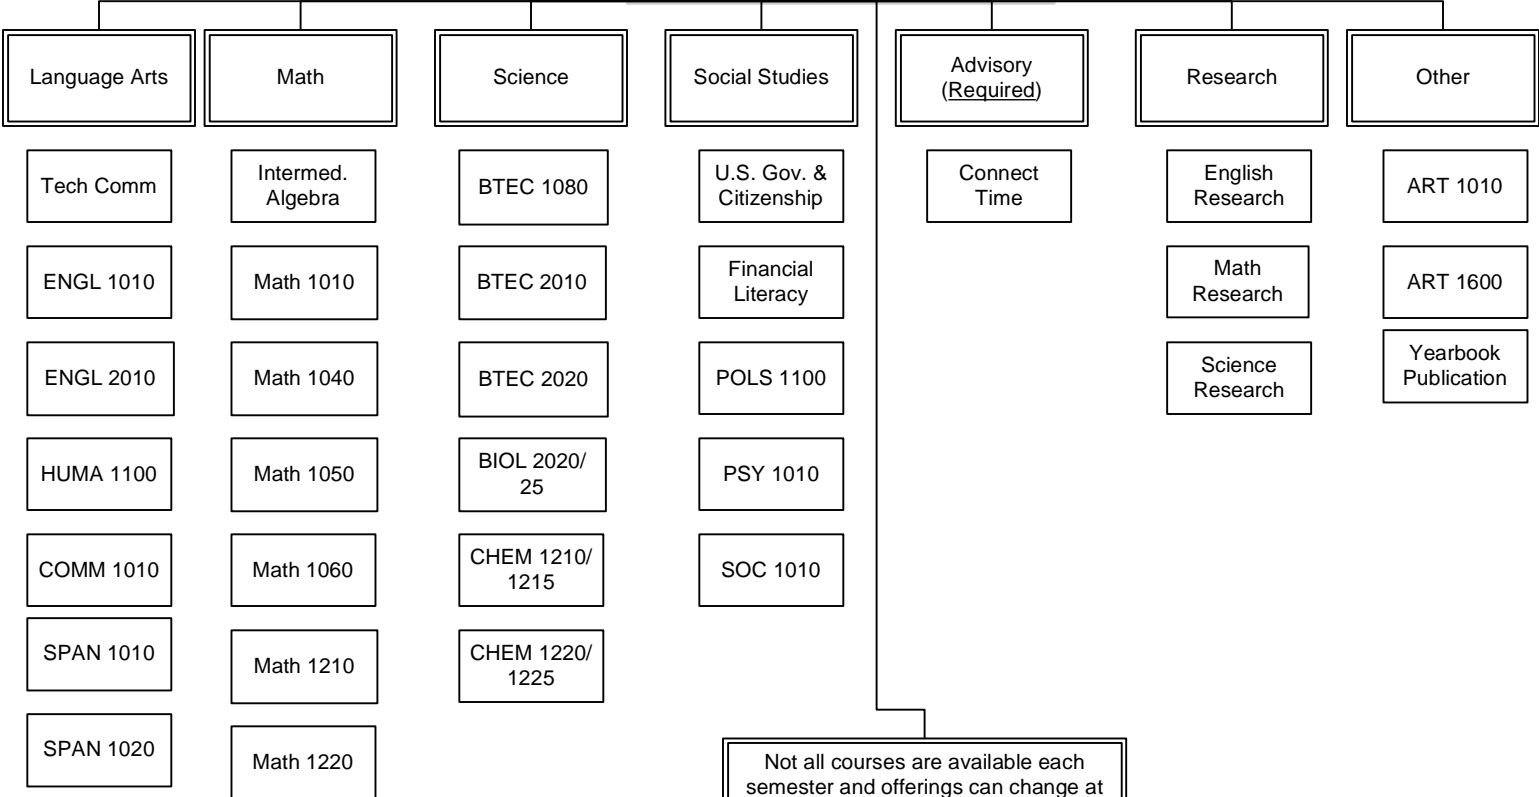 Language Arts
Tech Comm
ENGL 1010
ENGL 2010
HUMA 1100
COMM 1010
SPAN 1010
SPAN 1020
Math
Intermed.
Algebra
Math 1010
Math 1040
Math 1050
Math 1060
Math 1210
Math 1220
Science
BTEC 1080
BTEC 2010
BTEC 2020
BIOL 2020/
25
CHEM 1210/
1215
CHEM 1220/
1225
Social Studies
U.S. Gov. &
Citizenship
Financial
Literacy
POLS 1100
PSY 1010
SOC 1010
Advisory
(Required)
Connect
Time
Research
English
Research
Math
Research
Science
Research
Other
ART 1010
ART 1600
Yearbook
Publication
Not all courses are available each
semester and offerings can change at